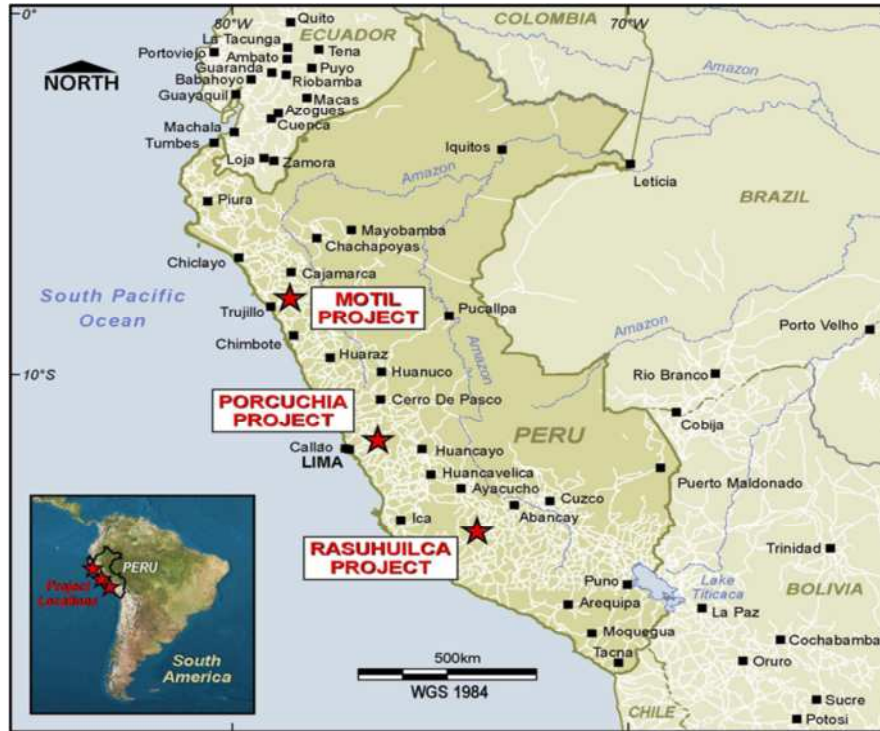 0°
80°W
70°W
Quito
COLOMBIA
ECUADOR
La Tacunga
Tena
Portoviejo
Ambato
Guaranda
Puyo
Babahoyo
Riobamba
NORTH
Amazon
Guayaquil
Macas
Azogues
Machala
Cuenca
Tumbes
Iquitos
Loja
Zamora
Amazon
Leticia
Piura
BRAZIL
Mayobamba
Chachapoyas
Chiclayo
Cajamarca
South Pacific
Ocean
MOTIL
PROJECT
Trujillo
Pucallpa
Amazon
Porto Velho
Chimbote
Amazon
Huaraz
10°S
Huanuco
Rio Branco
PORCUCHIA
PROJECT
Cerro De Pasco
Cobija
PERU
Callao
LIMA
Huancayo
Huancavelica
Puerto Maldonado
Ayacucho
Cuzco
Ica
Abancay
RASUHUILCA
PROJECT
Trinidad
PERU
Project
Locations
Puno
Lake
Titicaca
BOLIVIA
Arequipa
La Paz
Moquegua
Cochabamba
South
America
500km
Tacna
Oruro
WGS 1984
CHILE
Sucre
Potosi